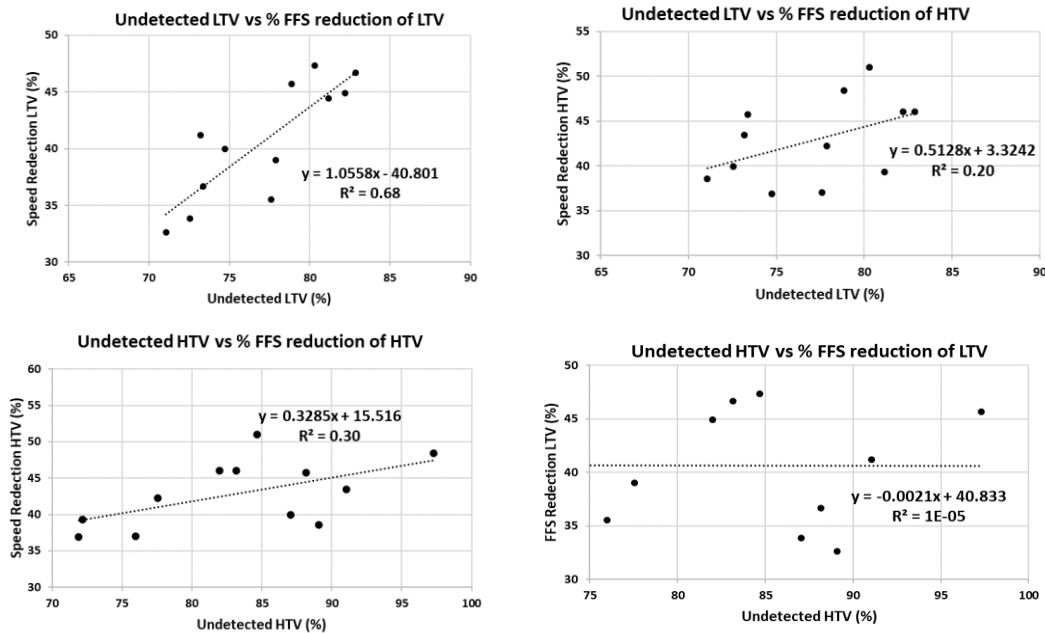 Undetected LTV vs % FFS reduction of LTV
Speed Redection LTV (%)
50
45
40
35
30
y = 1.0558x - 40.801
R² = 0.68
65 70 75 80 85 90
Undetected LTV (%)
Undetected LTV vs % FFS reduction of HTV
Speed Redection HTV (%)
55
50
45
40
35
30
y = 0.5128x + 3.3242
R² = 0.20
65 70 75 80 85 90
Undetected LTV (%)
Undetected HTV vs % FFS reduction of HTV
Speed Redection HTV (%)
60
55
50
45
40
35
30
y = 0.3285x + 15.516
R² = 0.30
70 75 80 85 90 95 100
Undetected HTV (%)
Undetected HTV vs % FFS reduction of LTV
FFS Redection LTV (%)
50
45
40
35
30
y = -0.0021x + 40.833
R² = 1E-05
75 80 85 90 95 100
Undetected HTV (%)